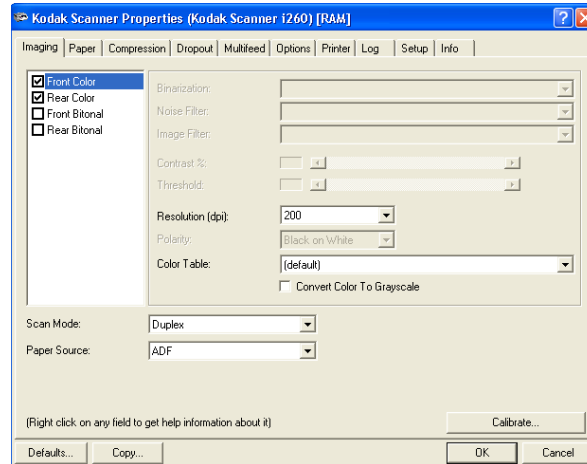 Kodak Scanner Properties (Kodak Scanner i260) [RAM]
Imaging Paper Compression Dropout Multifeed Options Printer Log Setup Info
Front Color
Rear Color
Front Bitonal
Rear Bitonal
Binarization:
Noise Filter:
Image Filter:
Contrast %:
Threshold:
Resolution (dpi): 200
Polarity: Black on White
Color Table: (default)
Convert Color To Grayscale
Scan Mode: Duplex
Paper Source: ADF
(Right click on any field to get help information about it) Calibrate...
Defaults... Copy... OK Cancel